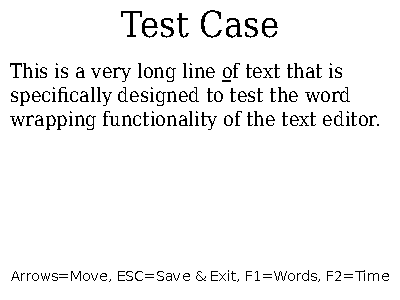 Test Case
This is a very long line of text that is
specifically designed to test the word
wrapping functionality of the text editor.
Arrows=Move, ESC=Save & Exit, F1=Words, F2=Time